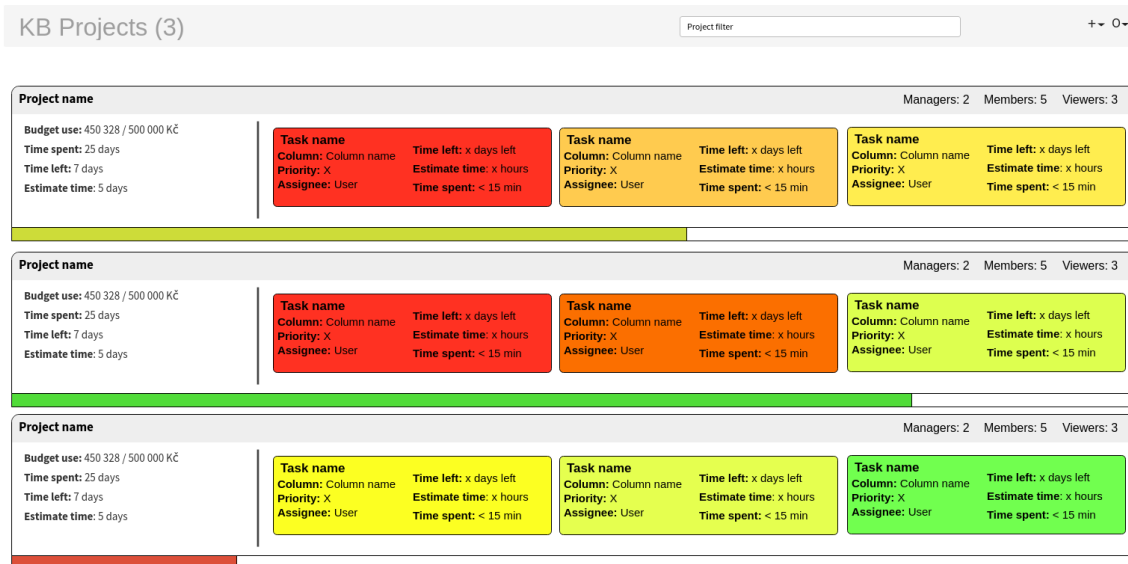 KB Projects (3)
Project filter
+
O
Project name
Managers: 2 Members: 5 Viewers: 3
Budget use: 450 328 / 500 000 Kč
Time spent: 25 days
Time left: 7 days
Estimate time: 5 days
Task name
Column: Column name
Priority: X
Assignee: User
Time left: x days left
Estimate time: x hours
Time spent: < 15 min
Task name
Column: Column name
Priority: X
Assignee: User
Time left: x days left
Estimate time: x hours
Time spent: < 15 min
Task name
Column: Column name
Priority: X
Assignee: User
Time left: x days left
Estimate time: x hours
Time spent: < 15 min
Project name
Managers: 2 Members: 5 Viewers: 3
Budget use: 450 328 / 500 000 Kč
Time spent: 25 days
Time left: 7 days
Estimate time: 5 days
Task name
Column: Column name
Priority: X
Assignee: User
Time left: x days left
Estimate time: x hours
Time spent: < 15 min
Task name
Column: Column name
Priority: X
Assignee: User
Time left: x days left
Estimate time: x hours
Time spent: < 15 min
Task name
Column: Column name
Priority: X
Assignee: User
Time left: x days left
Estimate time: x hours
Time spent: < 15 min
Project name
Managers: 2 Members: 5 Viewers: 3
Budget use: 450 328 / 500 000 Kč
Time spent: 25 days
Time left: 7 days
Estimate time: 5 days
Task name
Column: Column name
Priority: X
Assignee: User
Time left: x days left
Estimate time: x hours
Time spent: < 15 min
Task name
Column: Column name
Priority: X
Assignee: User
Time left: x days left
Estimate time: x hours
Time spent: < 15 min
Task name
Column: Column name
Priority: X
Assignee: User
Time left: x days left
Estimate time: x hours
Time spent: < 15 min